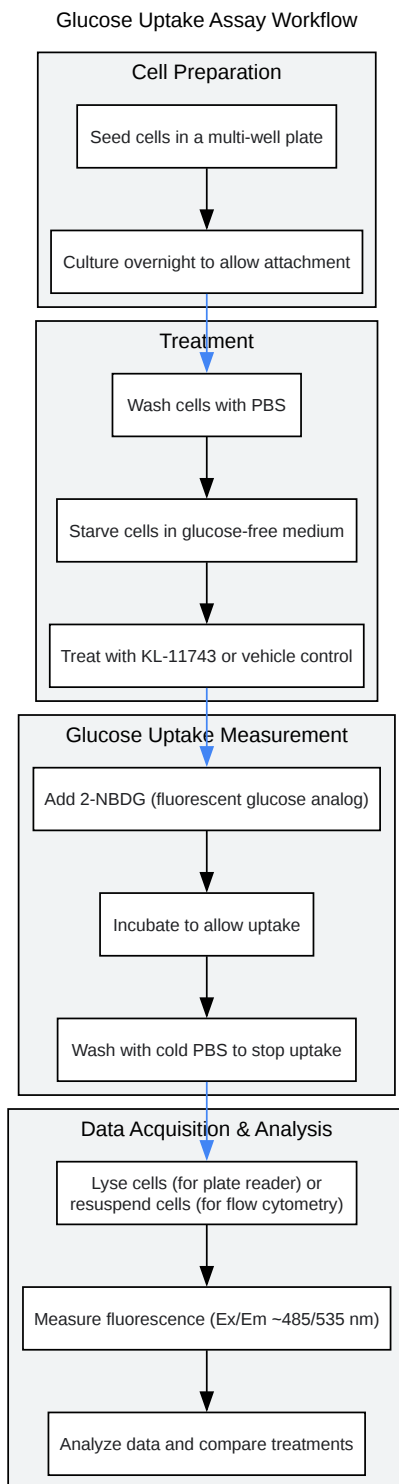 Glucose Uptake Assay Workflow
Cell Preparation
Seed cells in a multi-well plate
Culture overnight to allow attachment
Treatment
Wash cells with PBS
Starve cells in glucose-free medium
Treat with KL-11743 or vehicle control
Glucose Uptake Measurement
Add 2-NBDG (fluorescent glucose analog)
Incubate to allow uptake
Wash with cold PBS to stop uptake
Data Acquisition & Analysis
Lyse cells (for plate reader) or
resuspend cells (for flow cytometry)
Measure fluorescence (Ex/Em ~485/535 nm)
Analyze data and compare treatments